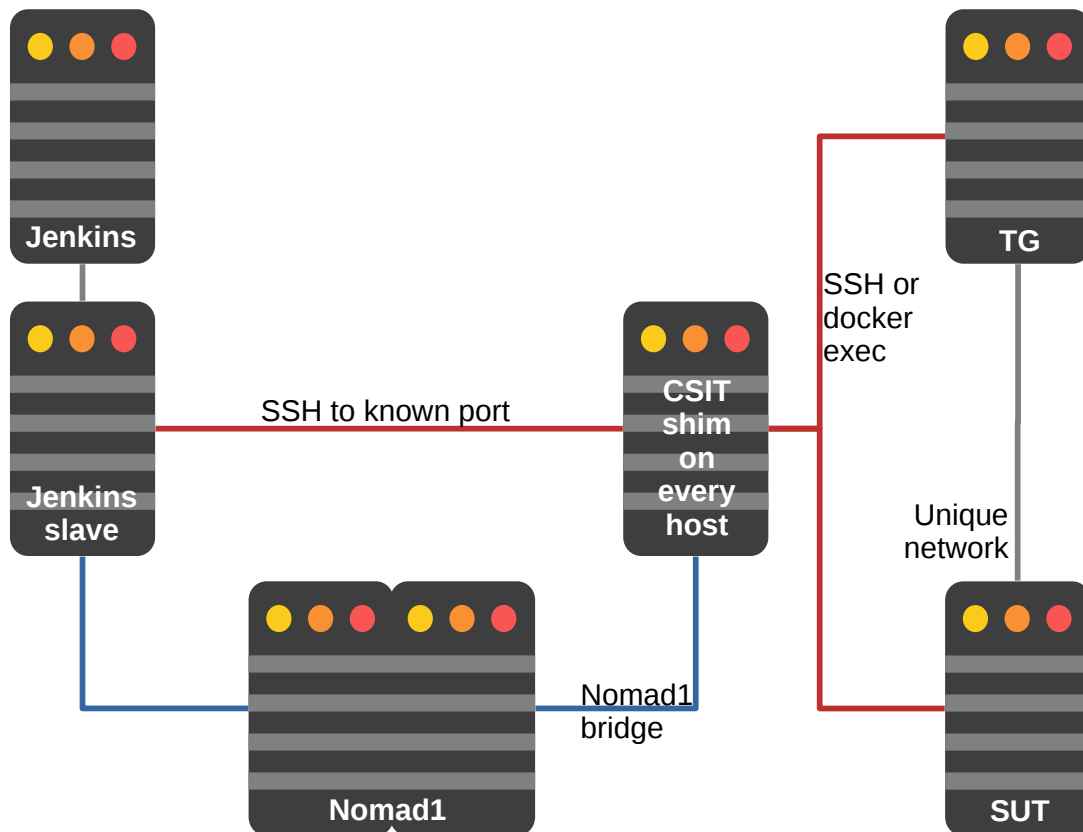 Jenkins
TG
SSH or
docker
exec
CSIT
shim
on
every
host
SSH to known port
Jenkins
slave
Unique
network
Nomad1
bridge
Nomad1
SUT